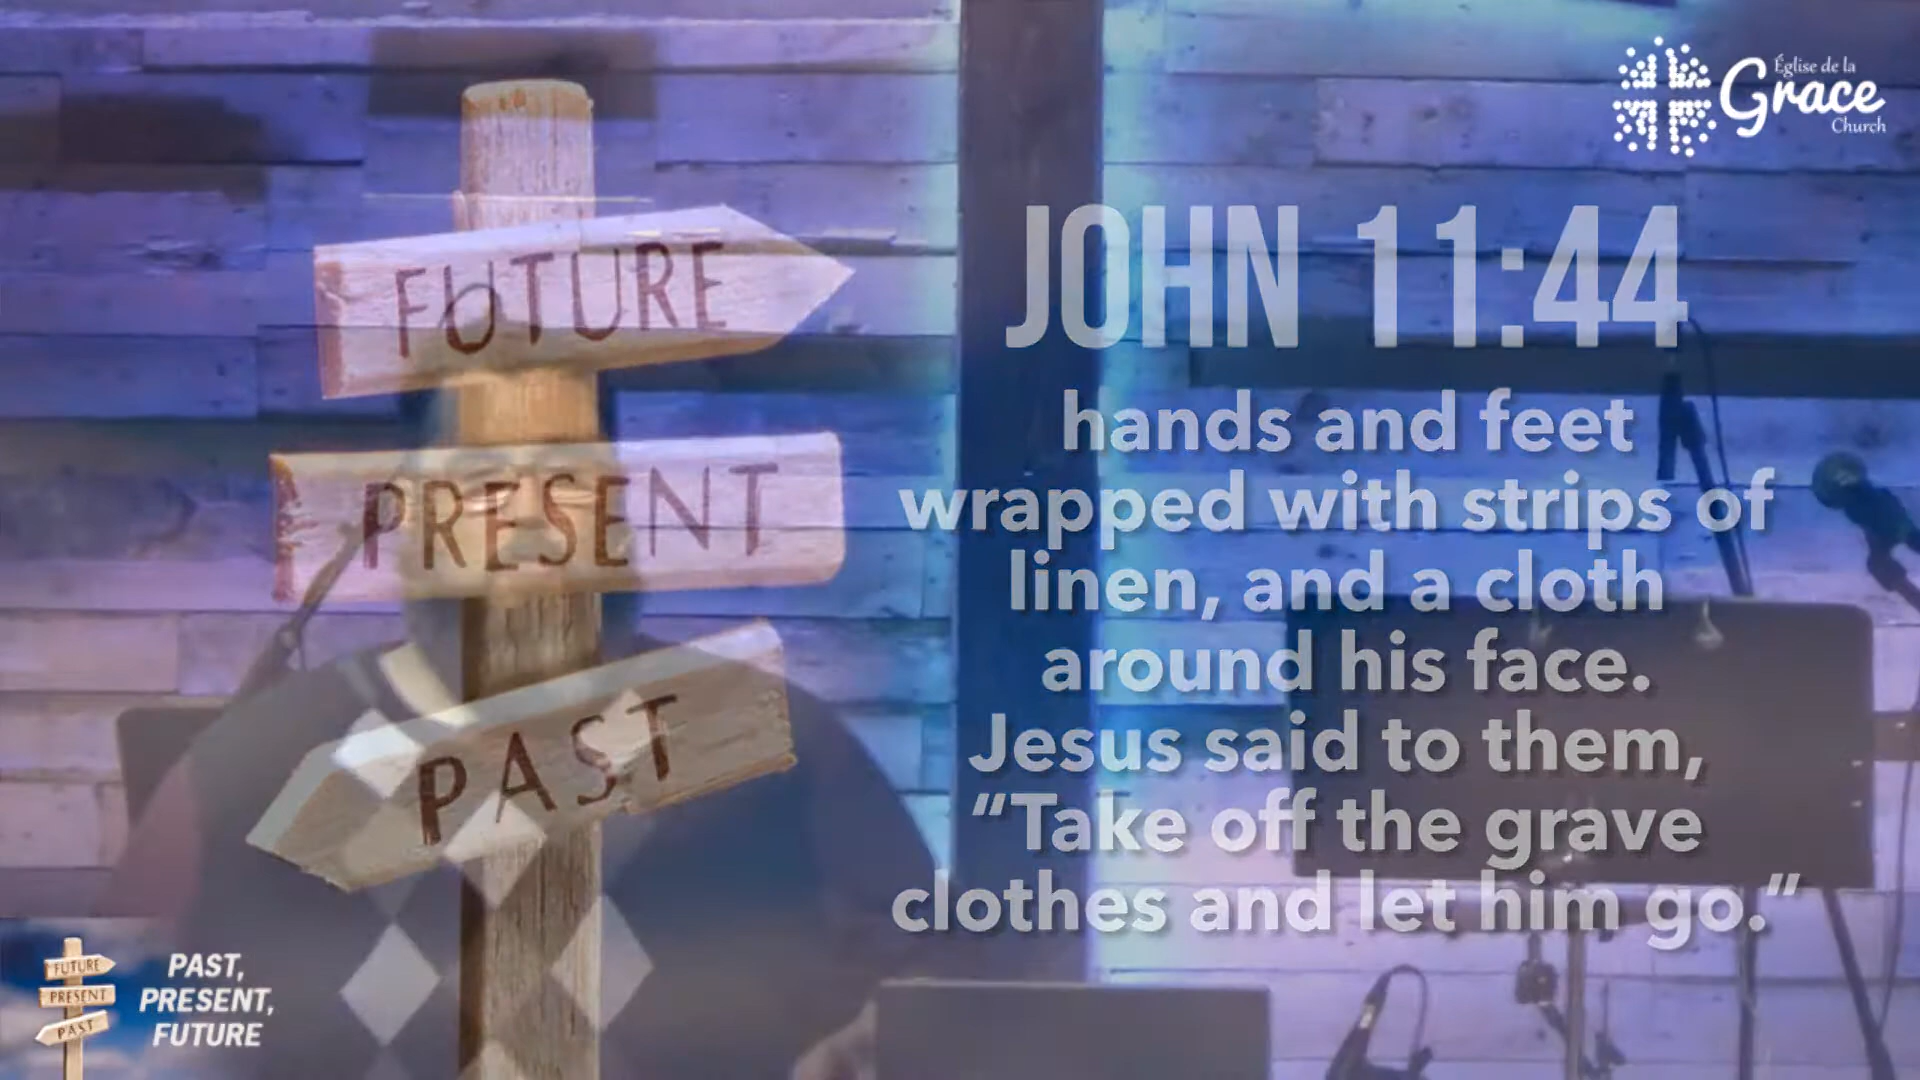 Église de la
Grace
Church
FUTURE
PRESENT
PAST
JOHN 11:44
hands and feet
wrapped with strips of
linen, and a cloth
around his face.
Jesus said to them,
“Take off the grave
clothes and let him go.”
FUTURE
PRESENT
PAST
PAST,
PRESENT,
FUTURE